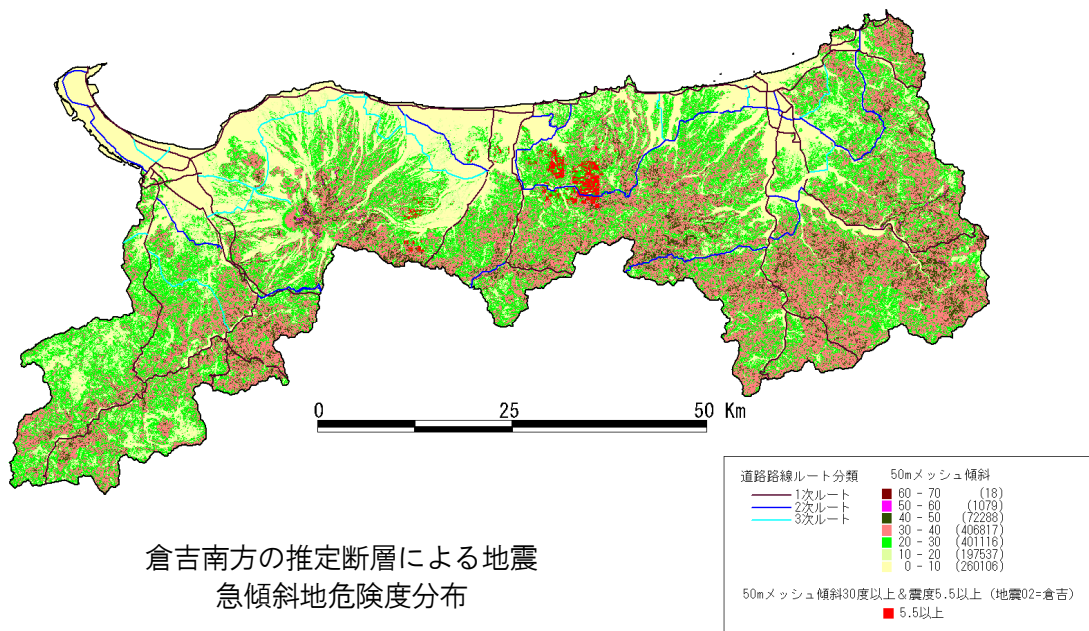 0 25 50 Km
倉吉南方の推定断層による地震
急傾斜地危険度分布
道路路線ルート分類
1次ルート
2次ルート
3次ルート
50mメッシュ傾斜
60 - 70 (18)
50 - 60 (1079)
40 - 50 (72288)
30 - 40 (406817)
20 - 30 (401116)
10 - 20 (197537)
0 - 10 (260106)
50mメッシュ傾斜30度以上&震度5.5以上 (地震02=倉吉)
5.5以上